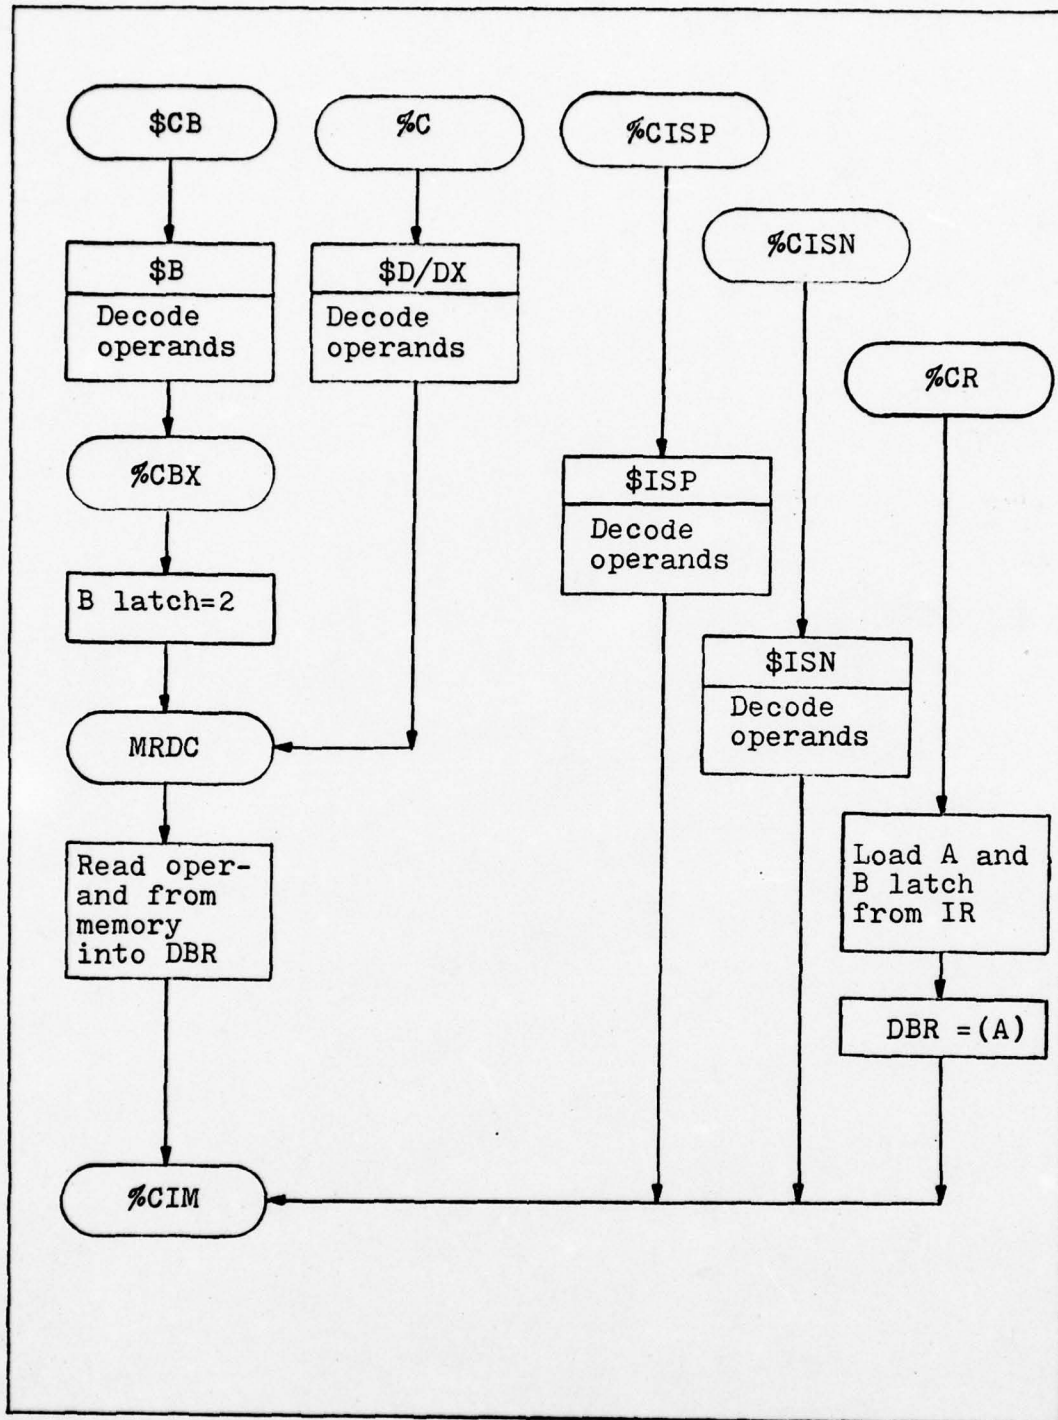 $CB
%C
%CISP
%CISN
%CR
$B
Decode
operands
$D/DX
Decode
operands
%CBX
$ISP
Decode
operands
B latch=2
$ISN
Decode
operands
MRDC
Read oper-
and from
memory
into DBR
Load A and
B latch
from IR
DBR =(A)
%CIM